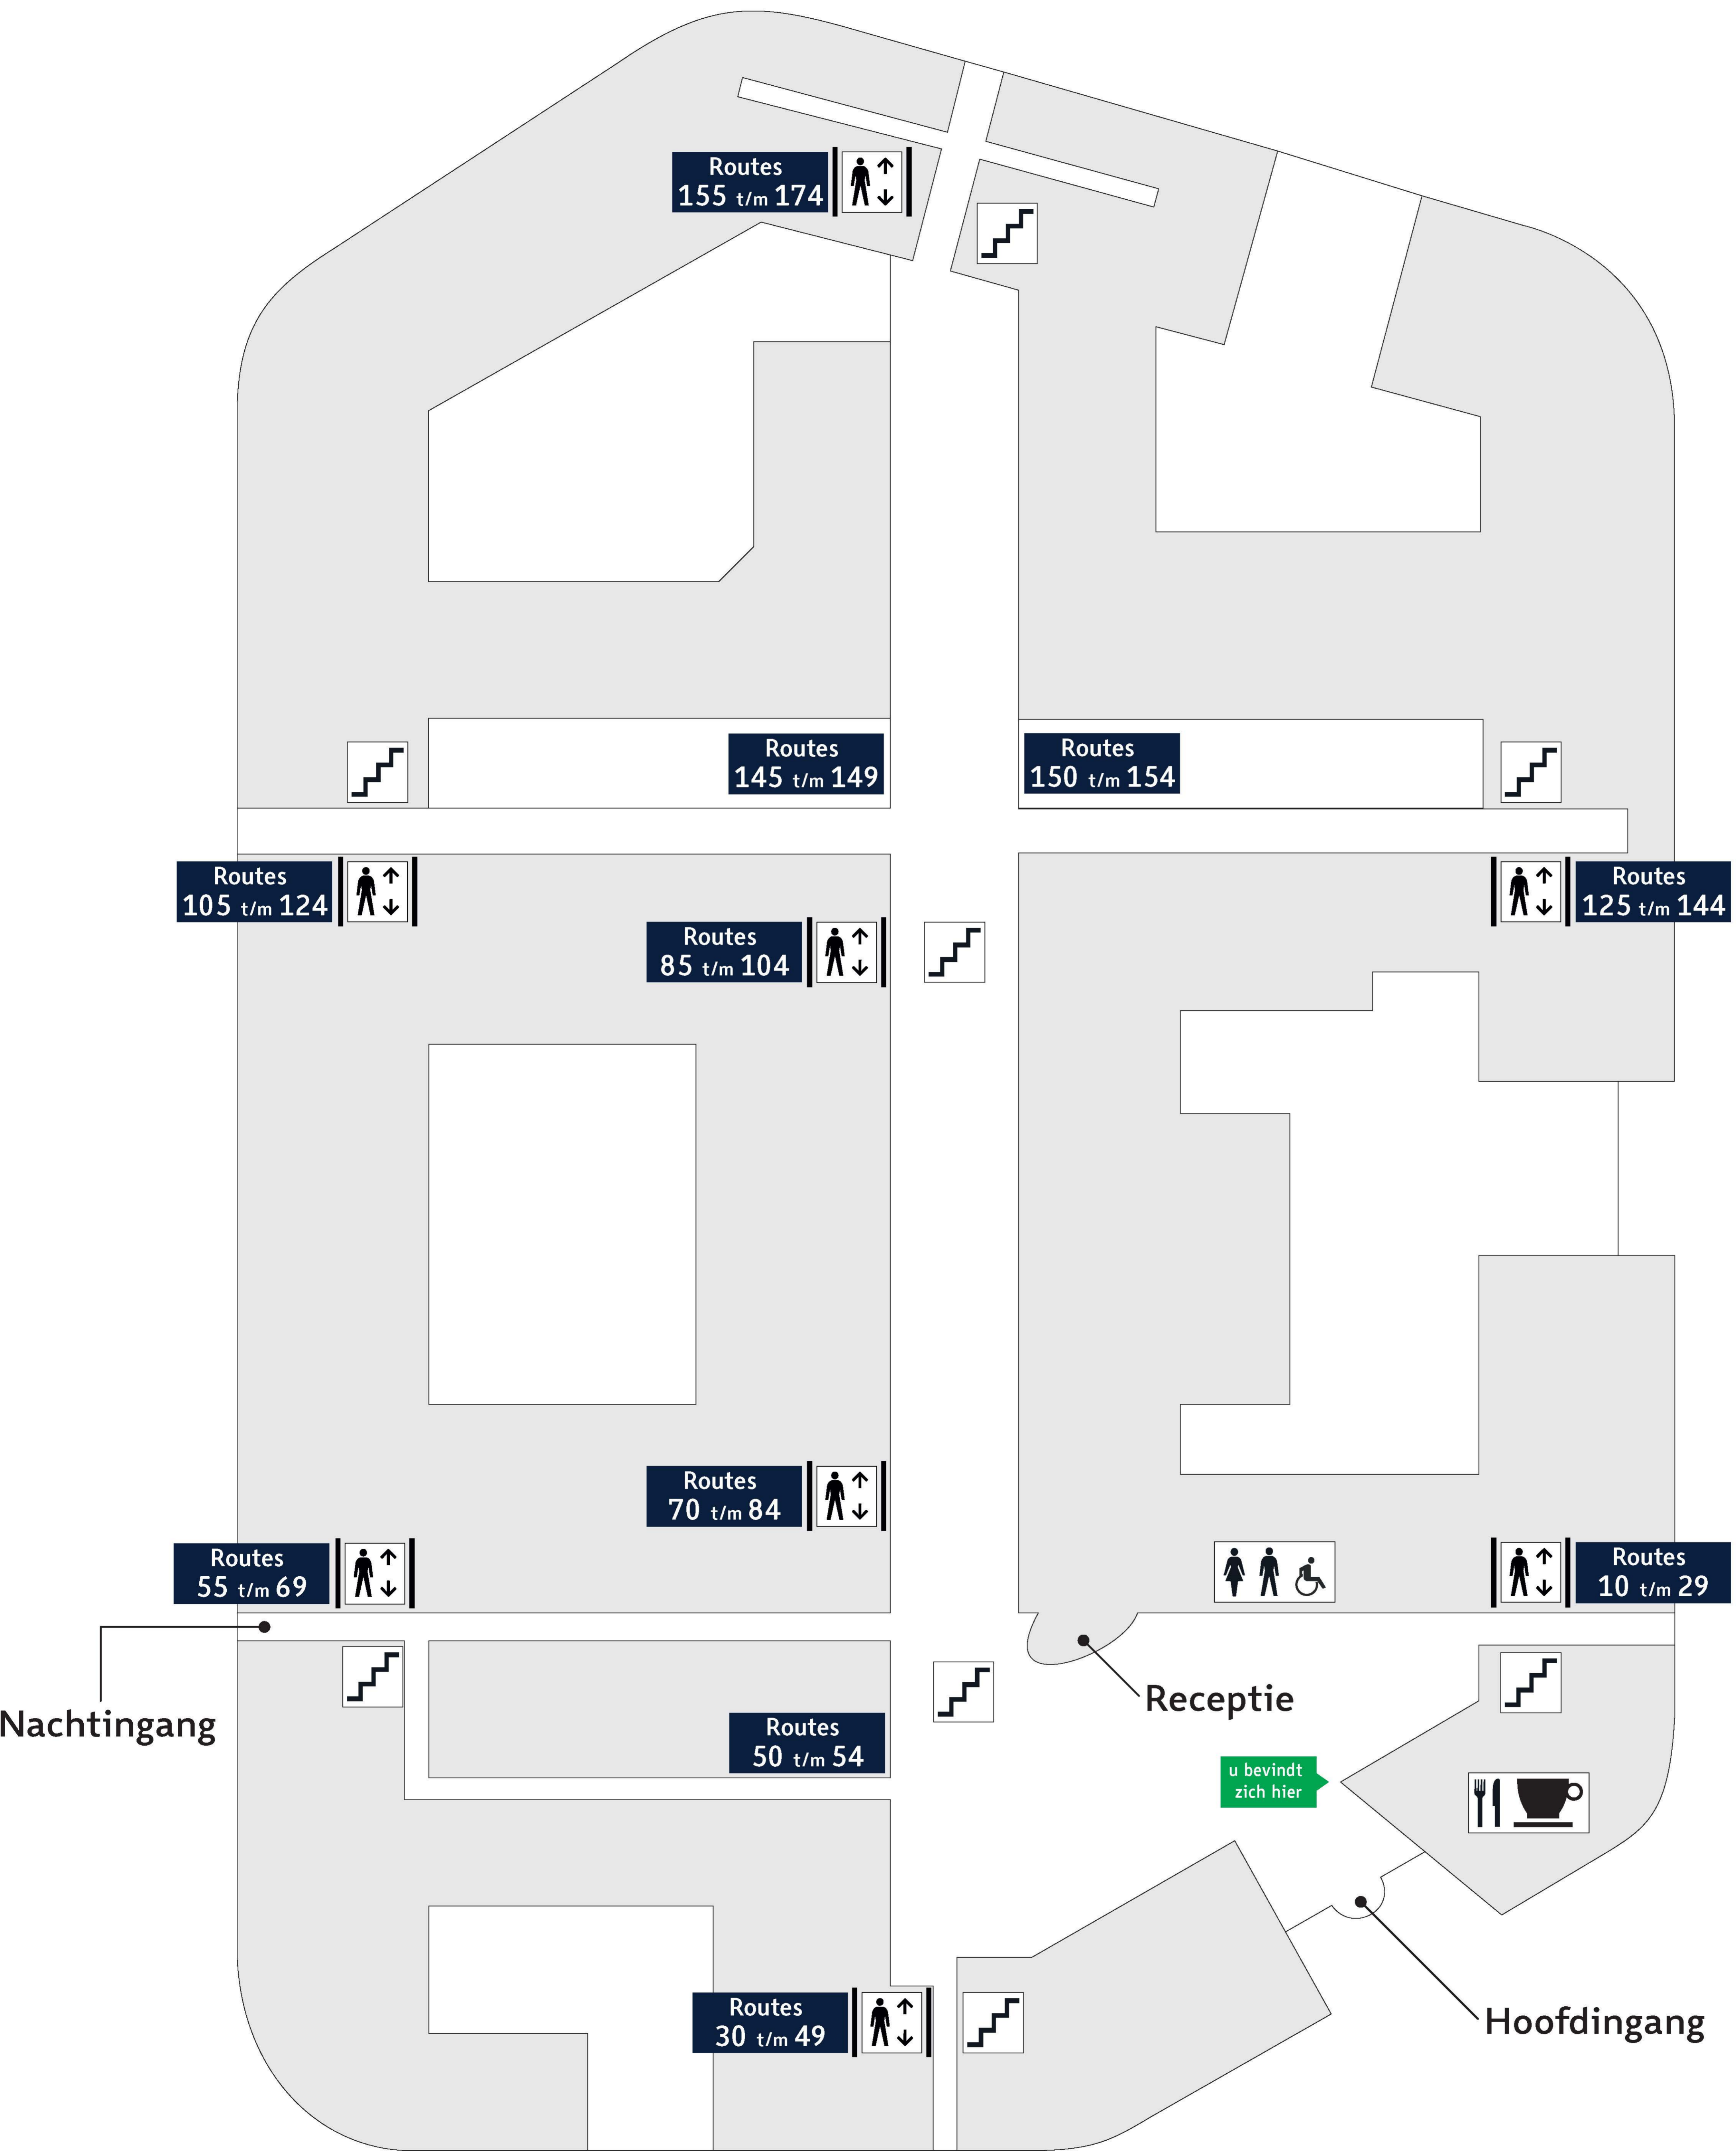 Routes
155 t/m 174
Routes
145 t/m 149
Routes
150 t/m 154
Routes
105 t/m 124
Routes
125 t/m 144
Routes
85 t/m 104
Routes
70 t/m 84
Routes
55 t/m 69
Routes
10 t/m 29
Nachtingang
Receptie
Routes
50 t/m 54
u bevindt
zich hier
Routes
30 t/m 49
Hoofdingang